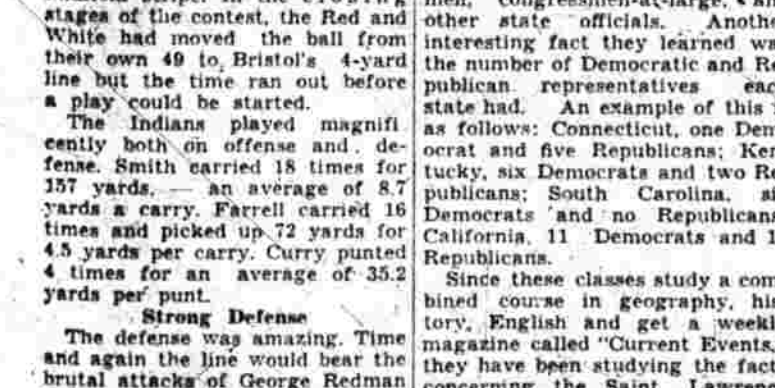 stages of the contest, the Red and
White had moved the ball from
their own 49 to Bristol's 4-yard
line but the time ran out before
a play could be started.
The Indians played magnifi
cently both on offense and de-
fense. Smith carried 18 times for
157 yards, — an average of 8.7
yards a carry. Farrell carried 16
times and picked up 72 yards for
4.5 yards per carry. Curry punted
4 times for an average of 35.2
yards per punt.
Strong Defense
The defense was amazing. Time
and again the line would bear the
brutal attacks of George Redman
other state officials.
interesting fact they learned
the number of Democratic and
publican representatives
state had. An example of this
as follows: Connecticut, one Dem
ocrat and five Republicans; Ken
tucky, six Democrats and two Re
publicans; South Carolina,
Democrats and no Republicans
California, 11 Democrats and
Republicans.
Since these classes study a com
bined course in geography, his
tory, English and get a weekl
magazine called "Current Events,
they have been studying the fact
concerning the